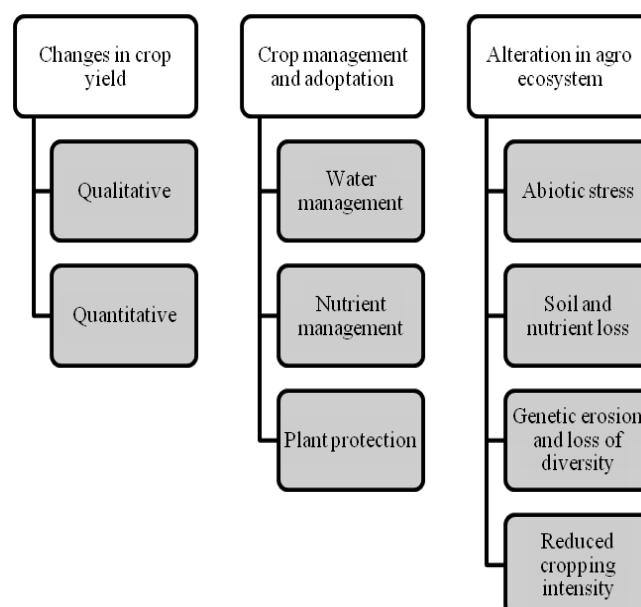 Changes in crop
yield
Qualitative
Quantitative
Crop management
and adoptation
Water
management
Nutrient
management
Plant protection
Alteration in agro
ecosystem
Abiotic stress
Soil and
nutrient loss
Genetic erosion
and loss of
diversity
Reduced
cropping
intensity